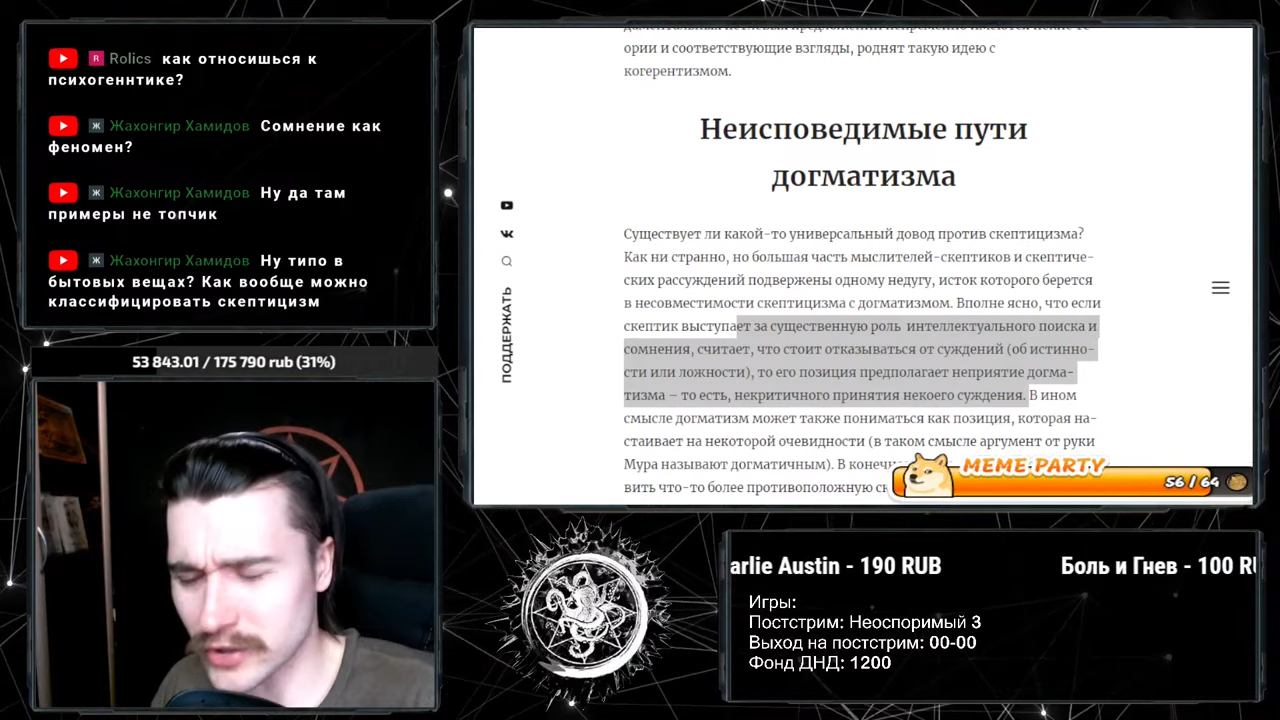 Rolics как относишься к
психогеннтике?
Ж Жахонгир Хамидов Сомнение как
феномен?
Ж Жахонгир Хамидов Ну да там
примеры не топчик
Ж Жахонгир Хамидов Ну типо в
бытовых вещах? Как вообще можно
классифицировать скептицизм
53 843.01 / 175 790 rub (31%)
ории и соответствующие взгляды, роднят такую идею с
когерентизмом.
Неисповедимые пути
догматизма
Существует ли какой-то универсальный довод против скептицизма?
Как ни странно, но большая часть мыслителей-скептиков и скептиче-
ских рассуждений подвержены одному недугу, исток которого берется
в несовместимости скептицизма с догматизмом. Вполне ясно, что если
скептик выступает за существенную роль интеллектуального поиска и
сомнения, считает, что стоит отказываться от суждений (об истинно-
сти или ложности), то его позиция предполагает неприятие догма-
тизма – то есть, некритичного принятия некоего суждения. В ином
смысле догматизм может также пониматься как позиция, которая на-
стаивает на некоторой очевидности (в таком смысле аргумент от руки
Мура называют догматичным). В конечн
вить что-то более противоположную ск
ПОДДЕРЖАТЬ
MEME PARTY
56 / 64
arlie Austin - 190 RUB Боль и Гнев - 100 RU
Игры:
Постстрим: Неоспоримый 3
Выход на постстрим: 00-00
Фонд ДНД: 1200